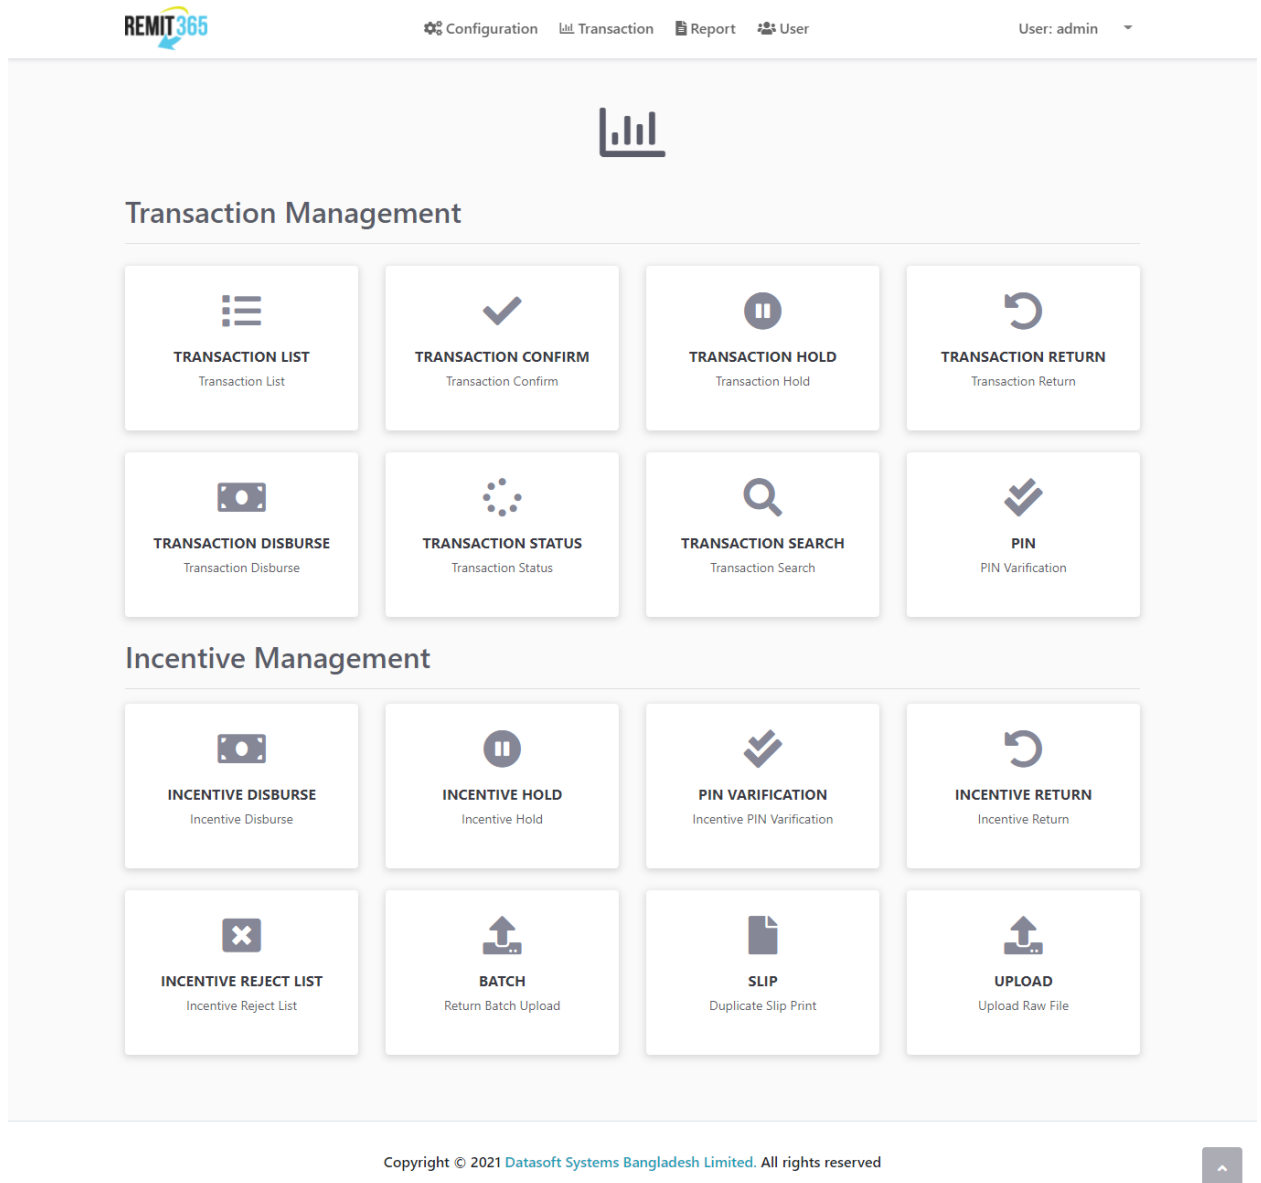 REMIT365
Configuration Transaction Report User User: admin
Transaction Management
TRANSACTION LIST TRANSACTION CONFIRM TRANSACTION HOLD TRANSACTION RETURN
Transaction List Transaction Confirm Transaction Hold Transaction Return
TRANSACTION DISBURSE TRANSACTION STATUS TRANSACTION SEARCH PIN
Transaction Disburse Transaction Status Transaction Search PIN Varification
Incentive Management
INCENTIVE DISBURSE INCENTIVE HOLD PIN VARIFICATION INCENTIVE RETURN
Incentive Disburse Incentive Hold Incentive PIN Varification Incentive Return
INCENTIVE REJECT LIST BATCH SLIP UPLOAD
Incentive Reject List Return Batch Upload Duplicate Slip Print Upload Raw File
Copyright © 2021 Datasoft Systems Bangladesh Limited. All rights reserved